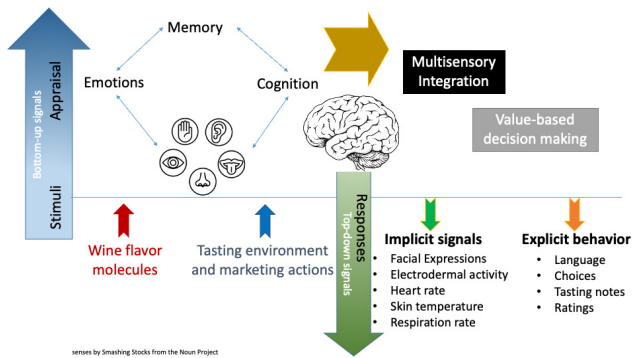 Memory
Emotions
Cognition
Bottom-up signals
Appraisal
Stimuli
Multisensory
Integration
Value-based
decision making
Wine flavor
molecules
Tasting environment
and marketing actions
Responses
Top-down signals
Implicit signals
• Facial Expressions
• Electrodermal activity
• Heart rate
• Skin temperature
• Respiration rate
Explicit behavior
• Language
• Choices
• Tasting notes
• Ratings
senses by Smashing Stocks from the Noun Project